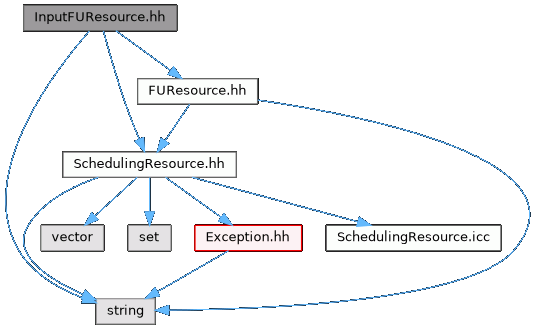 InputFUResource.hh
FUResource.hh
SchedulingResource.hh
vector
set
Exception.hh
SchedulingResource.icc
string